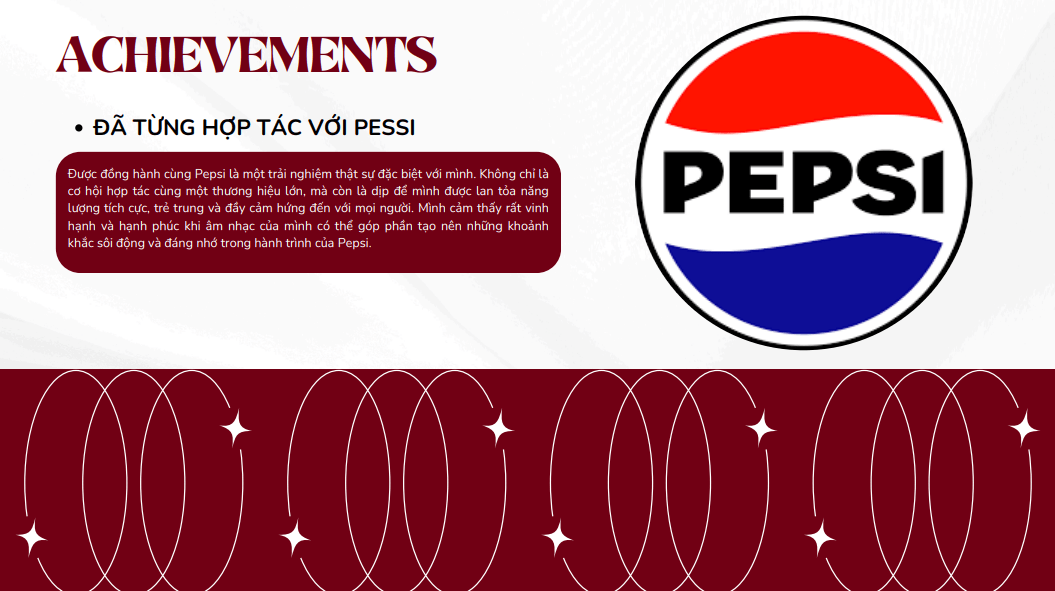 ACHIEVEMENTS
• ĐÃ TỪNG HỢP TÁC VỚI PESSI
Được đồng hành cùng Pepsi là một trải nghiệm thật sự đặc biệt với mình. Không chỉ là
cơ hội hợp tác cùng một thương hiệu lớn, mà còn là dịp để mình được lan tỏa năng
lượng tích cực, trẻ trung và đầy cảm hứng đến với mọi người. Mình cảm thấy rất vinh
hạnh và hạnh phúc khi âm nhạc của mình có thể góp phần tạo nên những khoảnh
khắc sôi động và đáng nhớ trong hành trình của Pepsi.
PEPSI